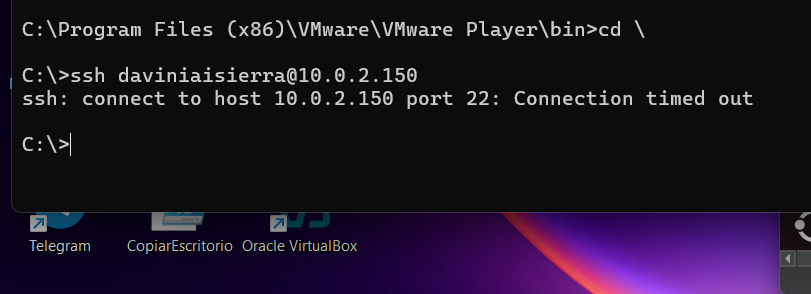 C:\Program Files (x86)\VMware\VMware Player\bin>cd \
C:\>ssh daviniaisierra@10.0.2.150
ssh: connect to host 10.0.2.150 port 22: Connection timed out
C:\>
Telegram
CopiarEscritorio
Oracle VirtualBox